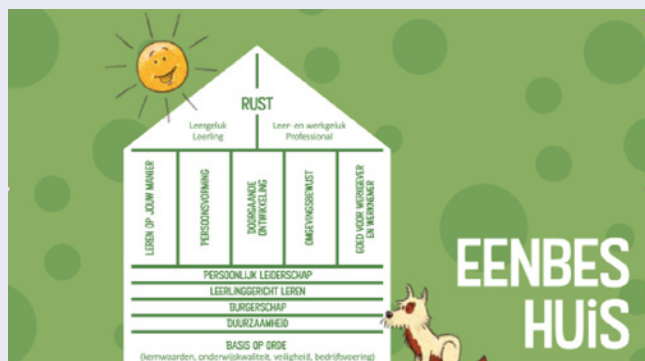 RUST
Leergeluk
Leerling
Leer- en werkgeluk
Professional
LEREN OP JOUW MANIER
PERSOONSVORMING
DOORGAANDE
ONTWIKKELING
OMGEVINGSBEWUST
GOED VOOR WERKGEVER
EN WERKNEMER
PERSOONLIJK LEIDERSCHAP
LEERLINGGERICHT LEREN
BURGERSCHAP
DUURZAAMHEID
BASIS OP ORDE
(kernwaarden, onderwijskwaliteit, veiligheid, bedrijfsvoering)
EENBES
HUiS